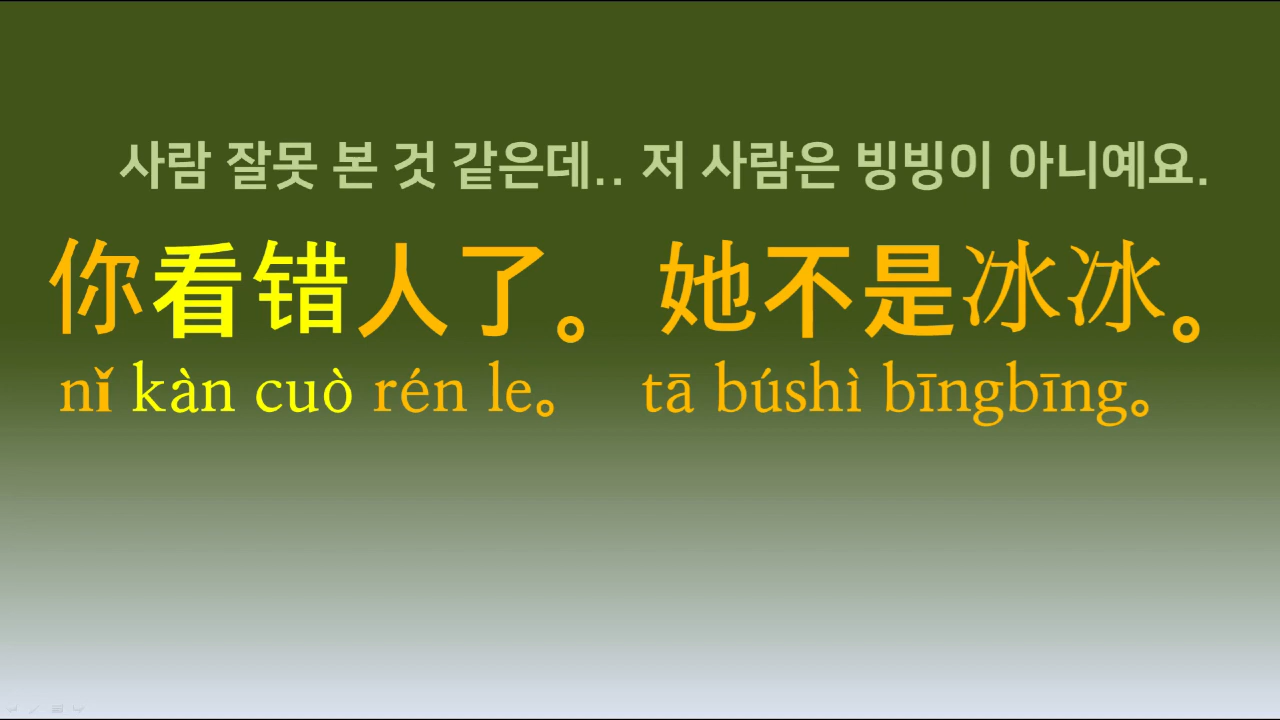 사람 잘못 본 것 같은데.. 저 사람은 빙빙이 아니예요.
你看错人了。 她不是冰冰。
nǐ kàn cuò rén le。 tā búshì bīngbīng。